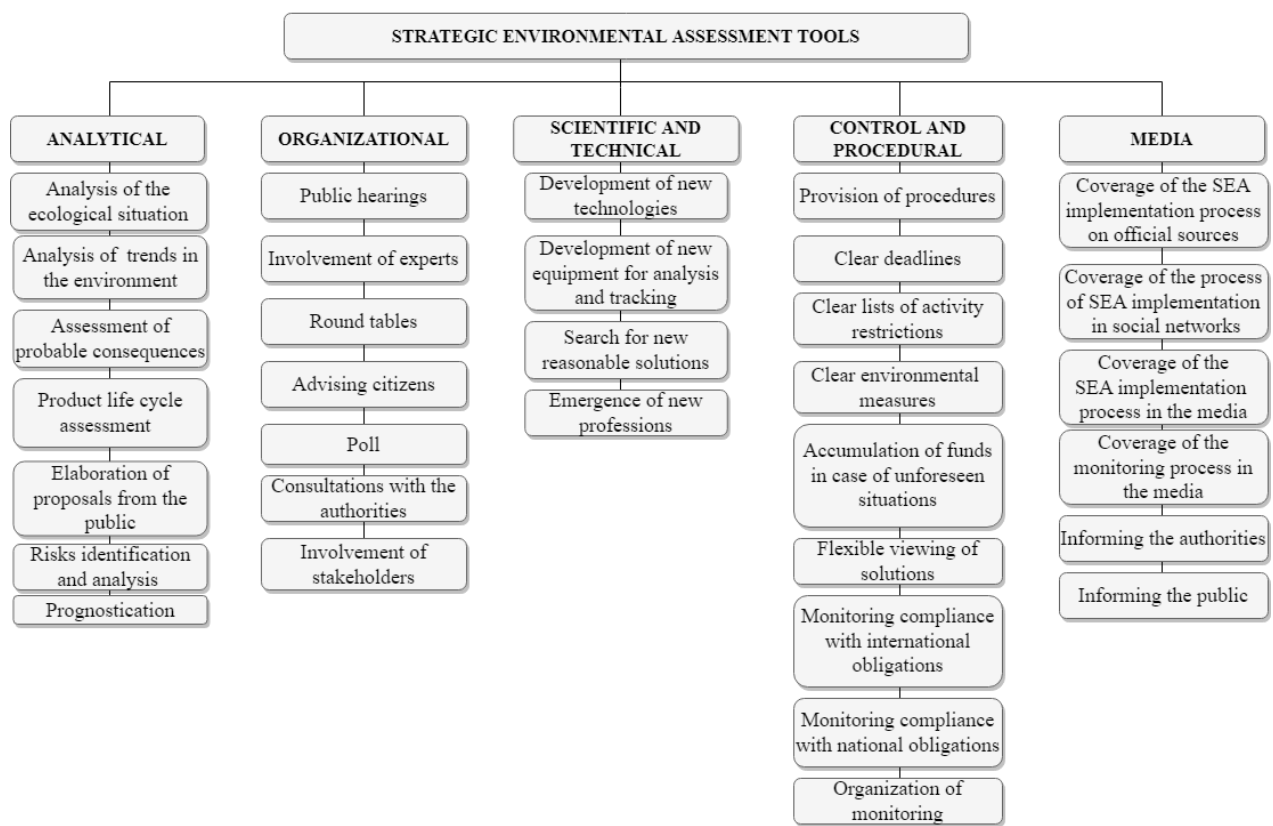 STRATEGIC ENVIRONMENTAL ASSESSMENT TOOLS
ANALYTICAL
Analysis of the
ecological situation
Analysis of trends in
the environment
Assessment of
probable consequences
Product life cycle
assessment
Elaboration of
proposals from the
public
Risks identification
and analysis
Prognostication
ORGANIZATIONAL
Public hearings
Involvement of experts
Round tables
Advising citizens
Poll
Consultations with the
authorities
Involvement of
stakeholders
SCIENTIFIC AND
TECHNICAL
Development of new
technologies
Development of new
equipment for analysis
and tracking
Search for new
reasonable solutions
Emergence of new
professions
CONTROL AND
PROCEDURAL
Provision of procedures
Clear deadlines
Clear lists of activity
restrictions
Clear environmental
measures
Accumulation of funds
in case of unforeseen
situations
Flexible viewing of
solutions
Monitoring compliance
with international
obligations
Monitoring compliance
with national obligations
Organization of
monitoring
MEDIA
Coverage of the SEA
implementation process
on official sources
Coverage of the process
of SEA implementation
in social networks
Coverage of the
SEA implementation
process in the media
Coverage of the
monitoring process in
the media
Informing the authorities
Informing the public